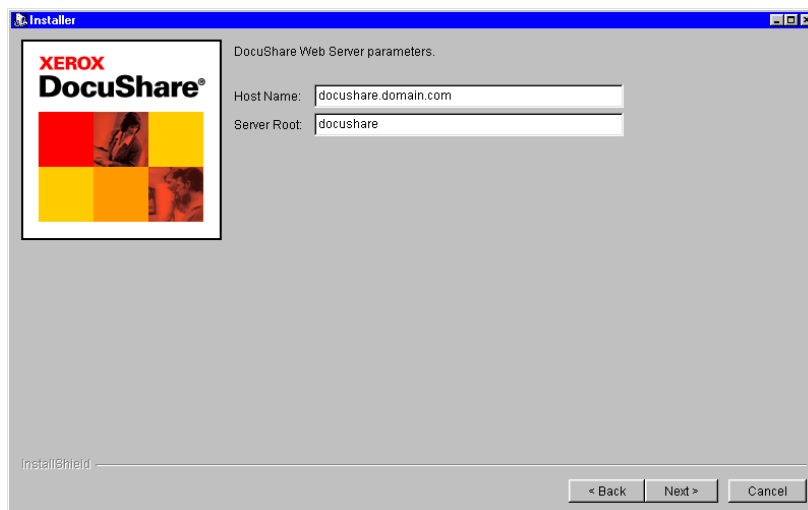 Installer
XEROX
DocuShare®
DocuShare Web Server parameters.
Host Name: docushare.domain.com
Server Root: docushare
InstallShield
< Back Next > Cancel